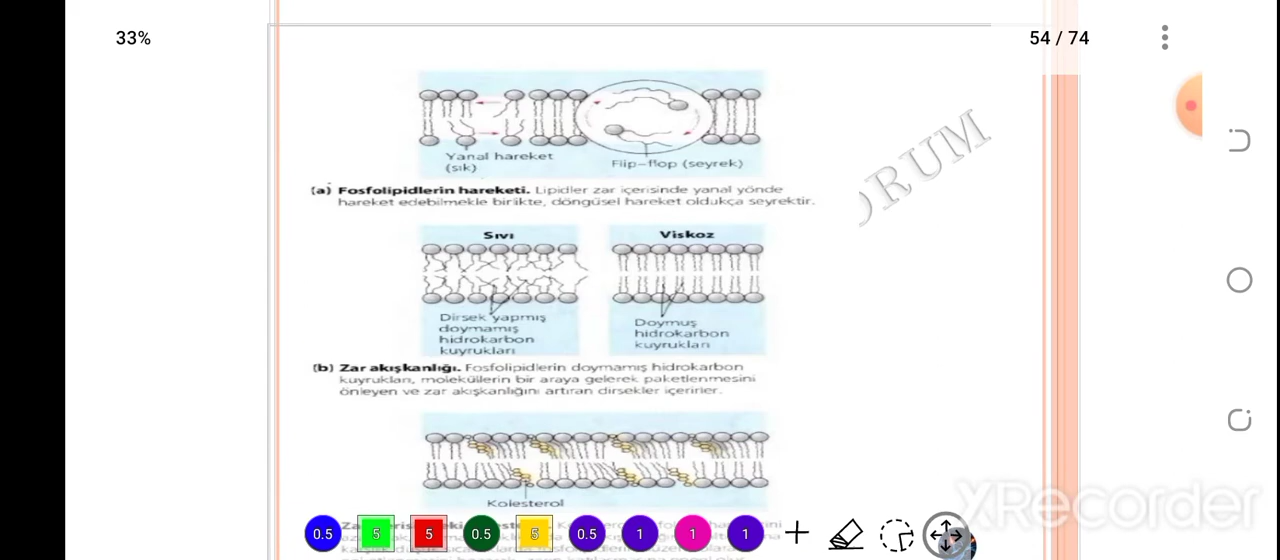 33%
54 / 74
Yanal hareket
(sık)
Flip-flop (seyrek)
(a) Fosfolipidlerin hareketi. Lipidler zar içerisinde yanal yönde
hareket edebilmekle birlikte, döngüsel hareket oldukça seyrektir.
RUM
Sıvı
Viskoz
Dirsek yapmış
doymamış
hidrokarbon
kuyrukları
Doymuş
hidrokarbon
kuyrukları
(b) Zar akışkanlığı. Fosfolipidlerin doymamış hidrokarbon
kuyrukları, moleküllerin bir araya gelerek paketlenmesini
önleyen ve zar akışkanlığını artıran dirsekler içerirler.
Kolesterol
0.5
5
5
0.5
5
0.5
1
1
1
XRecorder